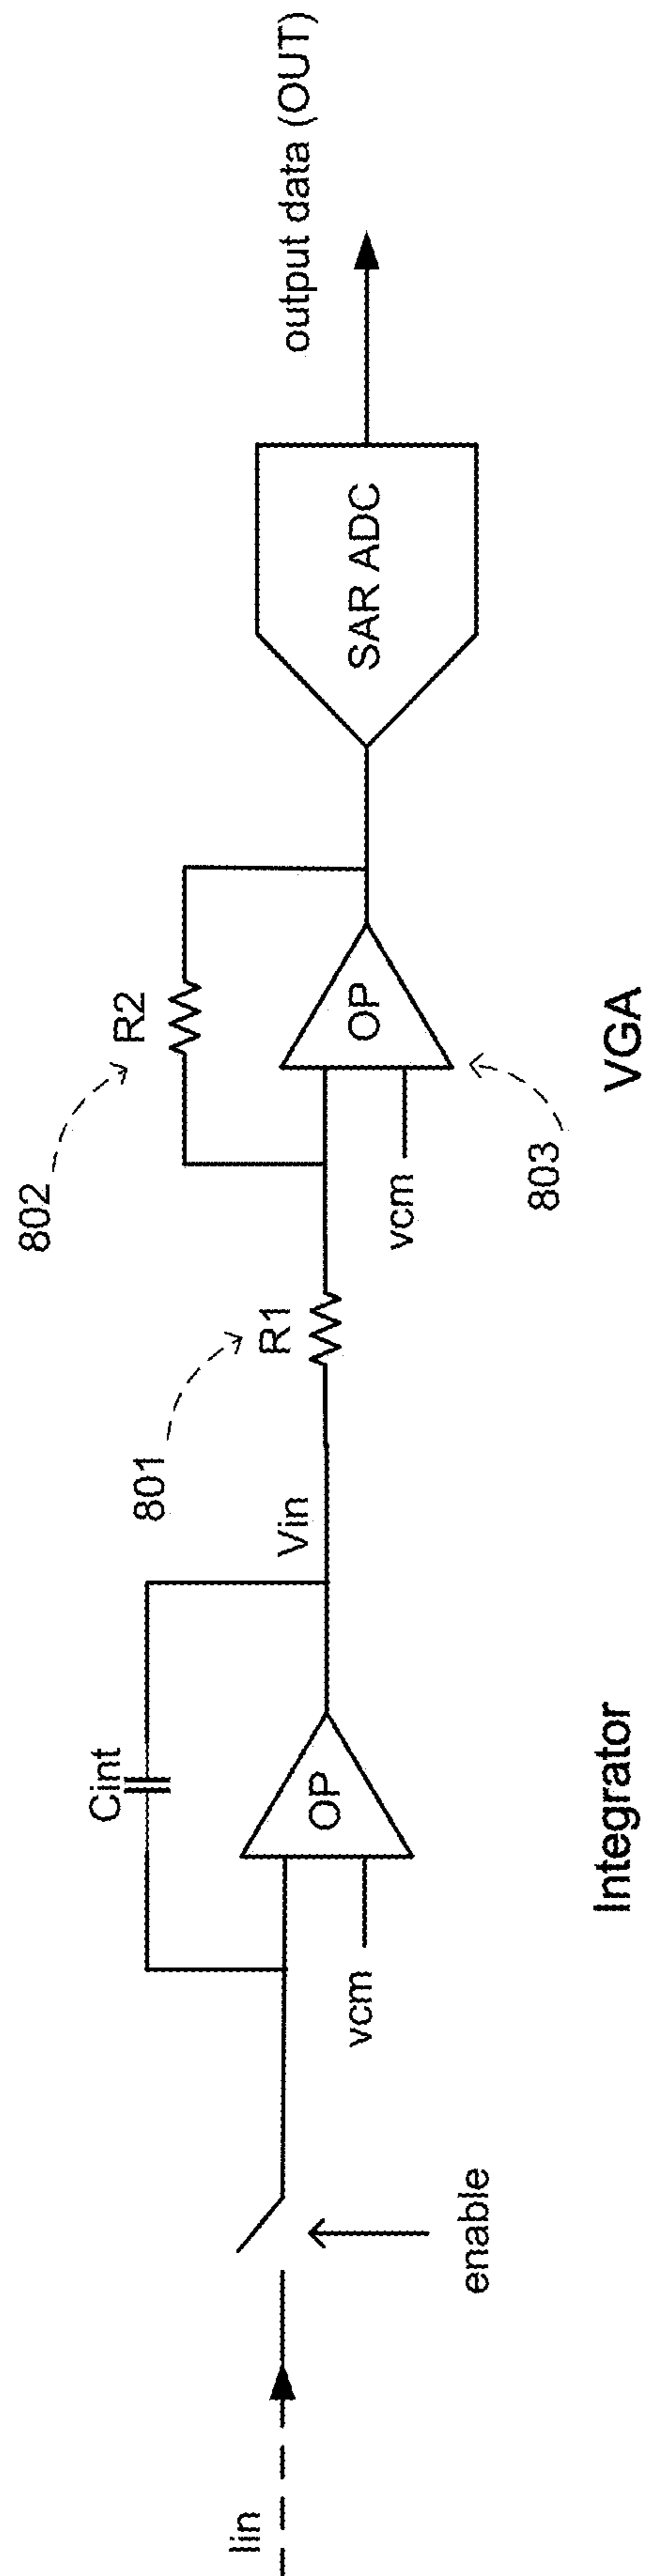 Iin
enable
Cint
vcm
OP
Integrator
Vin
801
R1
802
R2
vcm
OP
803
VGA
SAR ADC
output data (OUT)